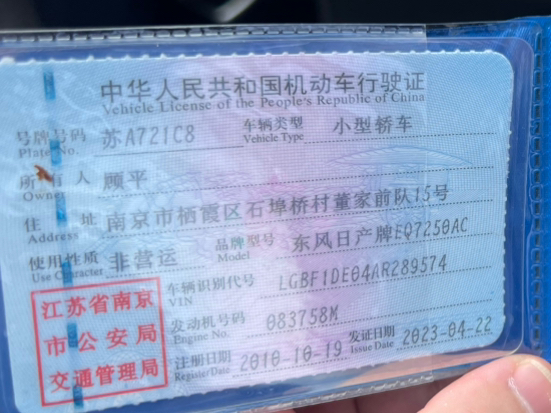 中华人民共和国机动车行驶证
Vehicle License of the People's Republic of China
号牌号码 苏A721C8 车辆类型 小型轿车
Plate No. Vehicle Type
所有人 顾平
Owner
住址 南京市栖霞区石埠桥村董家前队15号
Address
使用性质 非营运 品牌型号 东风日产牌EQ7250AC
Use Character Model
车辆识别代号 LGBF1DE04AR289574
VIN
发动机号码 083758M
Engine No.
注册日期 2010-10-19 发证日期 2023-04-22
Register Date Issue Date
江苏省南京
市公安局
交通管理局